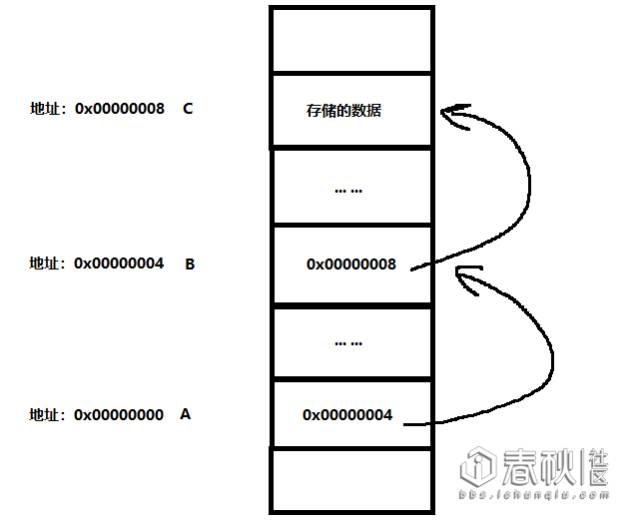 地址：0x00000008 C 存储的数据
... ...
地址：0x00000004 B 0x00000008
... ...
地址：0x00000000 A 0x00000004
春秋社区
bbs.ichunqiu.com